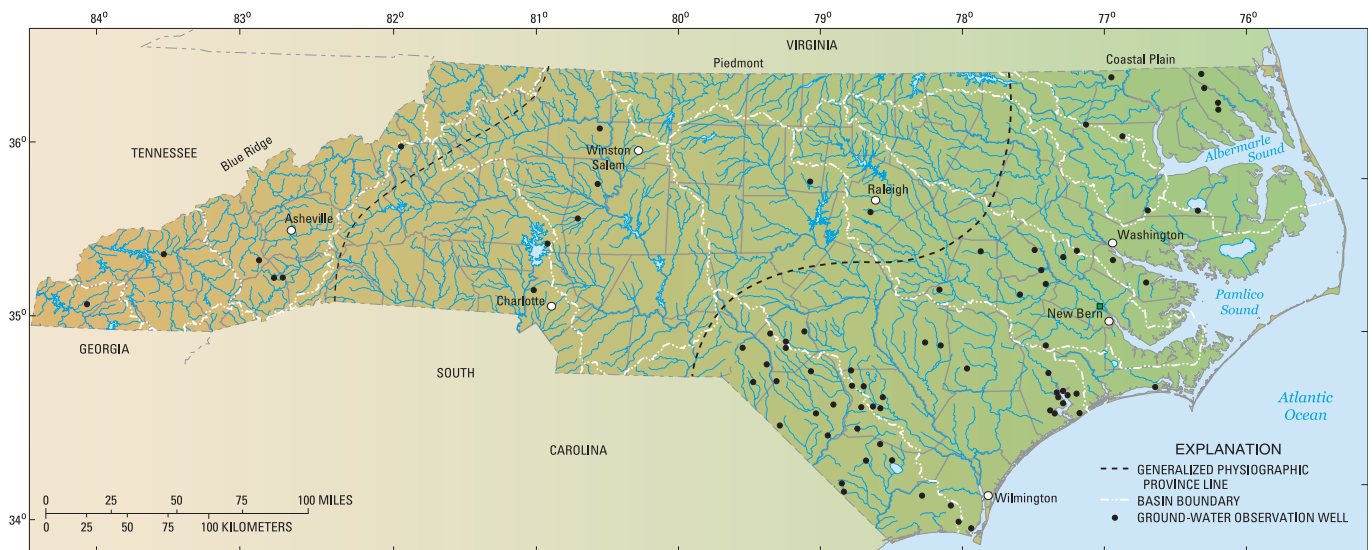 84°
83°
82°
81°
80°
79°
78°
77°
76°
VIRGINIA
Piedmont
Coastal Plain
36°
TENNESSEE
Blue Ridge
Winston
Salem
Albermarle
Sound
Raleigh
Asheville
Washington
Charlotte
35°
New Bern
Pamlico
Sound
GEORGIA
SOUTH
Atlantic
Ocean
CAROLINA
EXPLANATION
GENERALIZED PHYSIOGRAPHIC
PROVINCE LINE
BASIN BOUNDARY
GROUND-WATER OBSERVATION WELL
Wilmington
0 25 50 75 100 MILES
0 25 50 75 100 KILOMETERS
34°